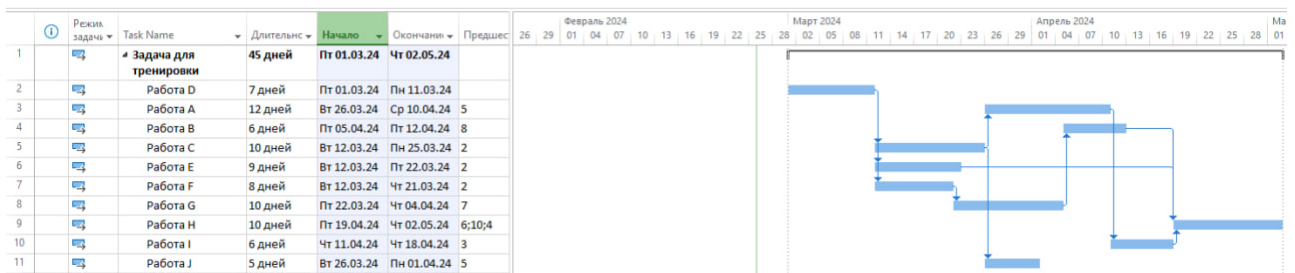 Февраль 2024 Март 2024 Апрель 2024 Ма
Режим
задачи Task Name Длительнс Начало Окончани Предшес 26 29 01 04 07 10 13 16 19 22 25 28 02 05 08 11 14 17 20 23 26 29 01 04 07 10 13 16 19 22 25 28 01
1 Задача для тренировки 45 дней Пт 01.03.24 Чт 02.05.24
2 Работа D 7 дней Пт 01.03.24 Пн 11.03.24
3 Работа A 12 дней Вт 26.03.24 Ср 10.04.24 5
4 Работа B 6 дней Пт 05.04.24 Пт 12.04.24 8
5 Работа C 10 дней Вт 12.03.24 Пн 25.03.24 2
6 Работа E 9 дней Вт 12.03.24 Пт 22.03.24 2
7 Работа F 8 дней Вт 12.03.24 Чт 21.03.24 2
8 Работа G 10 дней Пт 22.03.24 Чт 04.04.24 7
9 Работа H 10 дней Пт 19.04.24 Чт 02.05.24 6;10;4
10 Работа I 6 дней Чт 11.04.24 Чт 18.04.24 3
11 Работа J 5 дней Вт 26.03.24 Пн 01.04.24 5